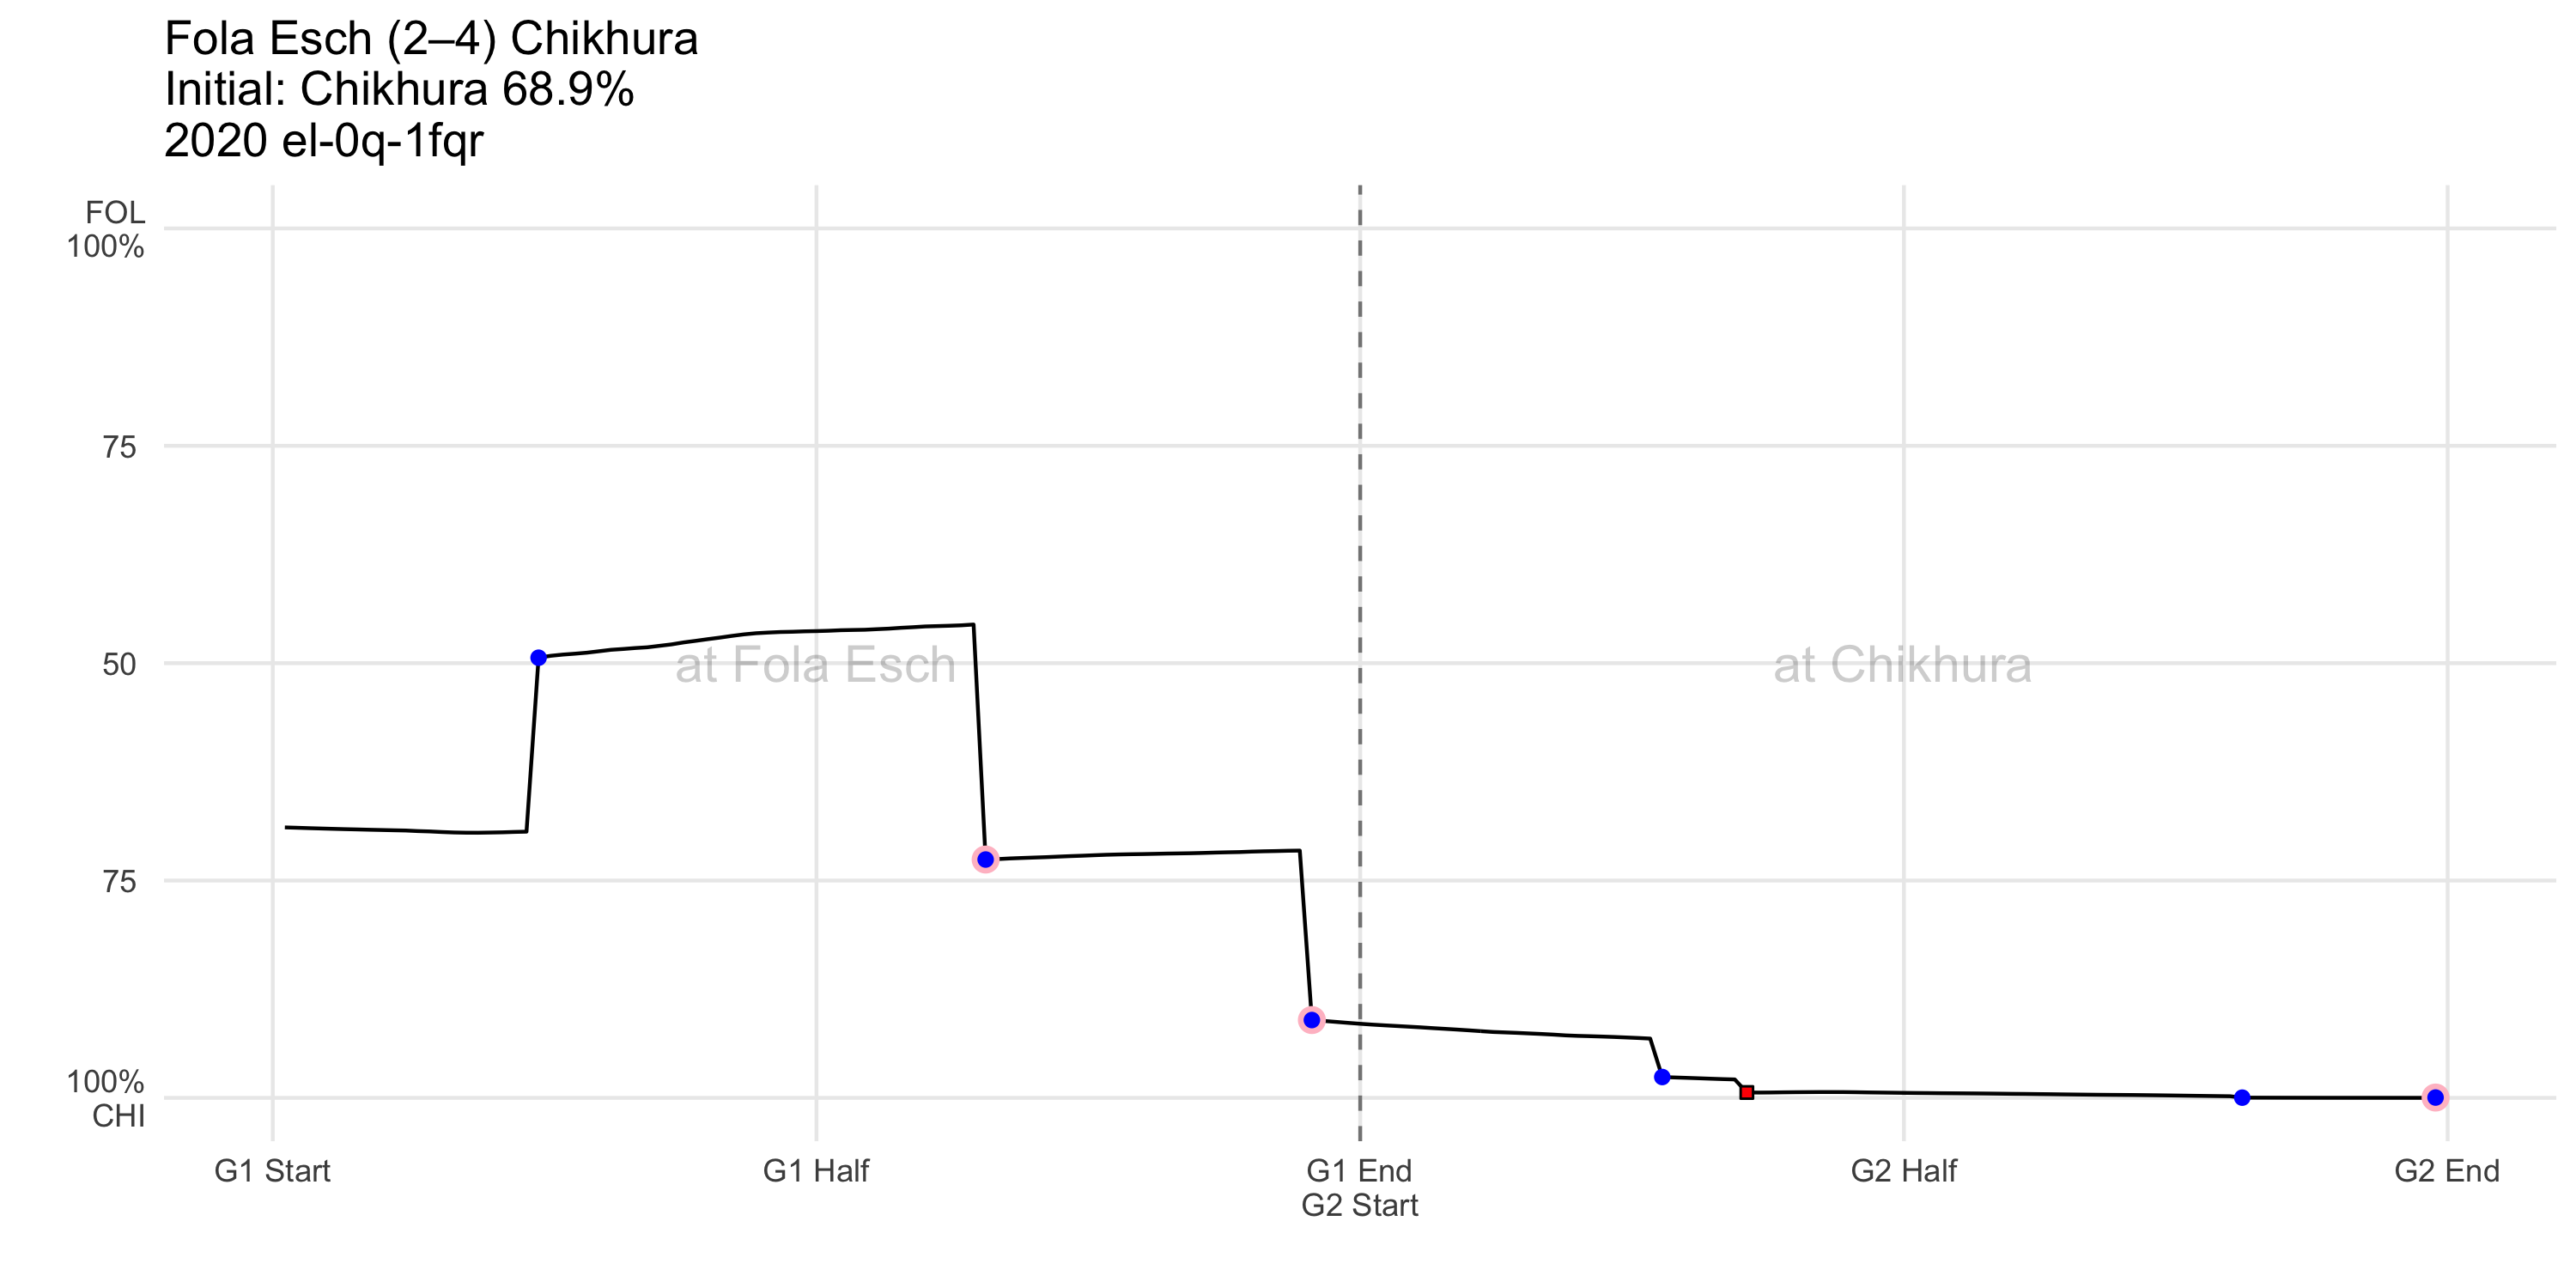 Fola Esch (2–4) Chikhura
Initial: Chikhura 68.9%
2020 el-0q-1fqr
FOL
100%
75
50
75
100%
CHI
at Fola Esch
at Chikhura
G1 Start
G1 Half
G1 End
G2 Start
G2 Half
G2 End